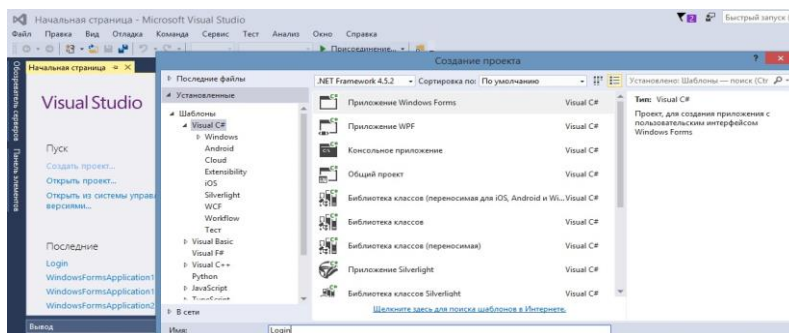 Начальная страница - Microsoft Visual Studio
Быстрый запуск (
Файл Правка Вид Отладка Команда Сервис Тест Анализ Окно Справка
Присоединение...
Обозреватель серверов
Панель элементов
Начальная страница
Visual Studio
Пуск
Создать проект...
Открыть проект...
Открыть из системы управ
версиями...
Последние
Login
WindowsFormsApplication1
WindowsFormsApplication1
WindowsFormsApplication2
Вывод
Создание проекта
Последние файлы
Установленные
Шаблоны
Visual C#
Windows
Android
Cloud
Extensibility
iOS
Silverlight
WCF
Workflow
Тест
Visual Basic
Visual F#
Visual C++
Python
JavaScript
TypeScript
В сети
.NET Framework 4.5.2 Сортировка по: По умолчанию
Приложение Windows Forms Visual C#
Приложение WPF Visual C#
Консольное приложение Visual C#
Общий проект Visual C#
Библиотека классов (переносимая для iOS, Android и Wi... Visual C#
Библиотека классов Visual C#
Библиотека классов (переносимая) Visual C#
Приложение Silverlight Visual C#
Библиотека классов Silverlight Visual C#
Щелкните здесь для поиска шаблонов в Интернете.
Установлено: Шаблоны — поиск (Ctr
Тип: Visual C#
Проект, для создания приложения с
пользовательским интерфейсом
Windows Forms
Имя: Login